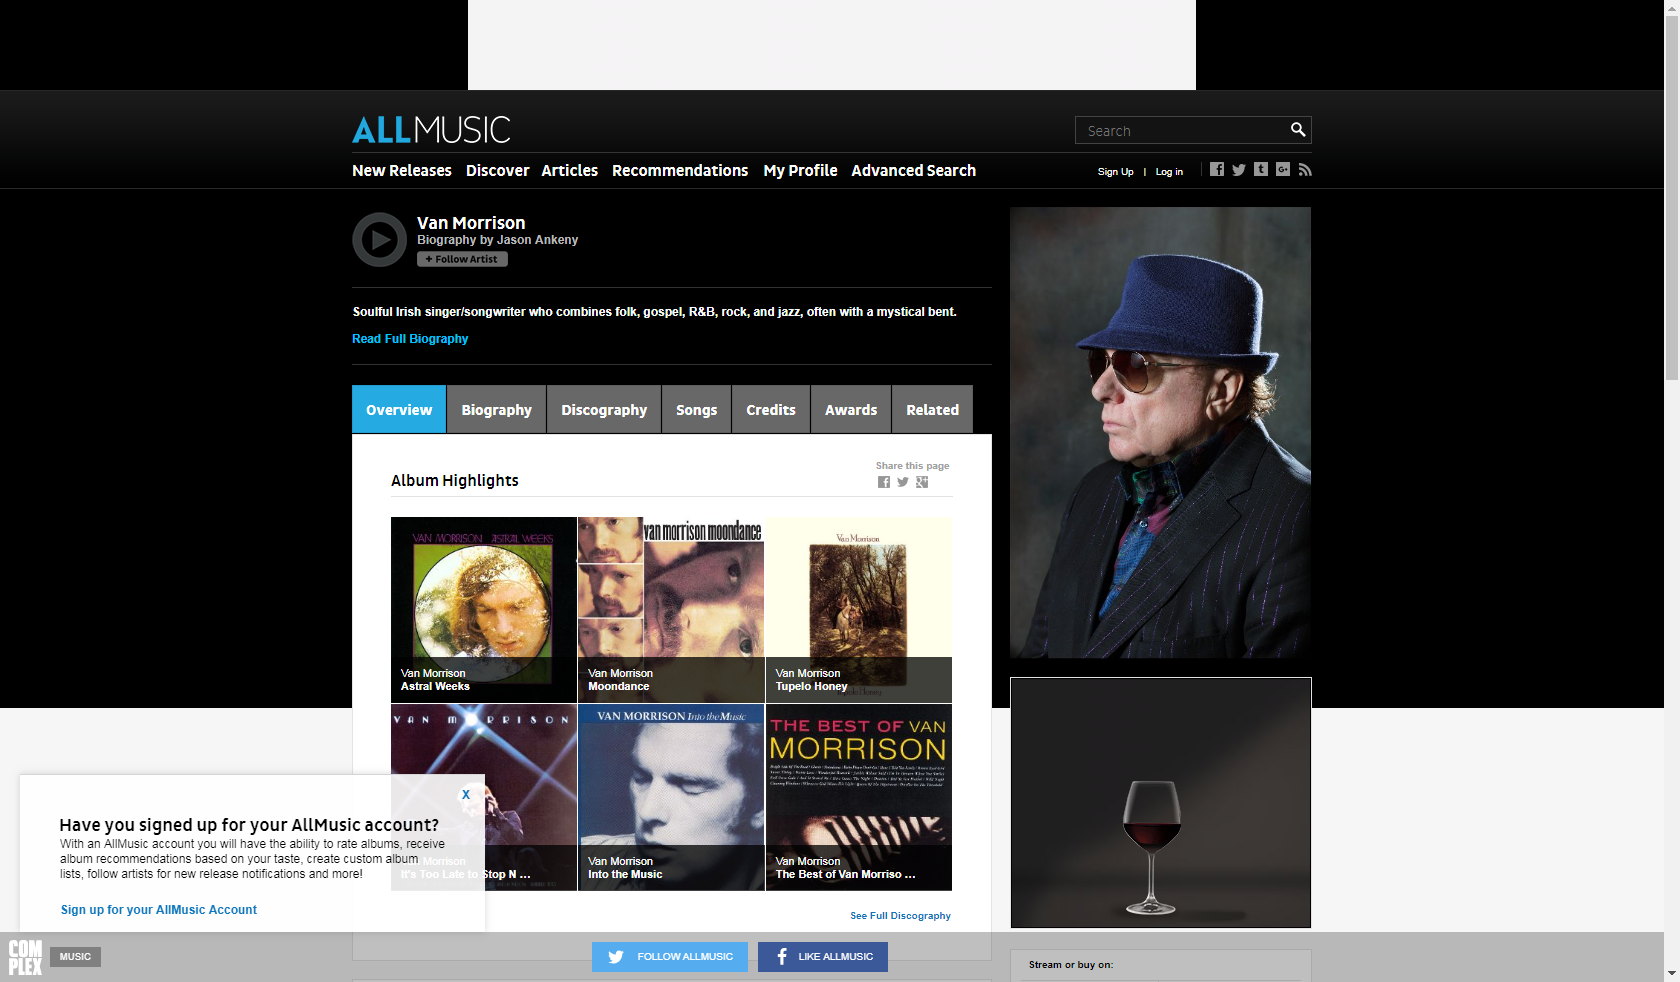 ALLMUSIC
Search
New Releases Discover Articles Recommendations My Profile Advanced Search
Sign Up | Log in
Van Morrison
Biography by Jason Ankeny
+ Follow Artist
Soulful Irish singer/songwriter who combines folk, gospel, R&B, rock, and jazz, often with a mystical bent.
Read Full Biography
Overview Biography Discography Songs Credits Awards Related
Share this page
Album Highlights
VAN MORRISON ASTRAL WEEKS
Van Morrison
Astral Weeks
van morrison moondance
Van Morrison
Moondance
Van Morrison
Tupelo Honey
Van Morrison
Tupelo Honey
VAN MORRISON
Morrison
It's Too Late to Stop N ...
VAN MORRISON Into the Music
Van Morrison
Into the Music
THE BEST OF VAN
MORRISON
Van Morrison
The Best of Van Morriso ...
See Full Discography
X
Have you signed up for your AllMusic account?
With an AllMusic account you will have the ability to rate albums, receive
album recommendations based on your taste, create custom album
lists, follow artists for new release notifications and more!
Sign up for your AllMusic Account
COM
PLEX
MUSIC
FOLLOW ALLMUSIC
LIKE ALLMUSIC
Stream or buy on: